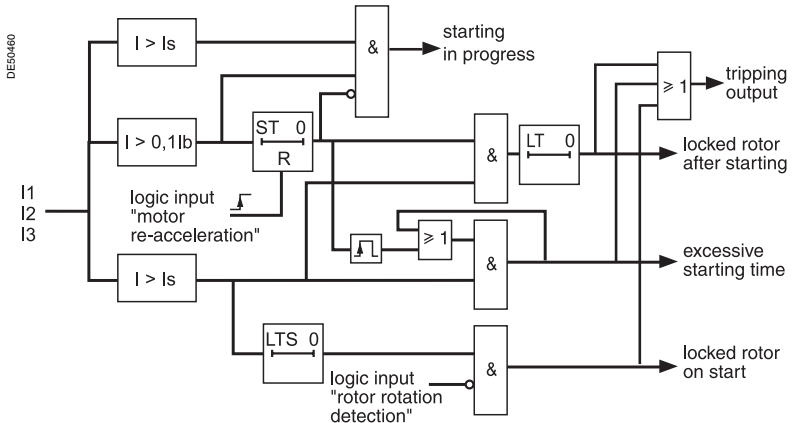 DE50460
I > Is
&
starting
in progress
I > 0,1Ib
ST 0
R
logic input
"motor
re-acceleration"
I1
I2
I3
&
LT 0
≥ 1
tripping
output
locked rotor
after starting
≥ 1
&
excessive
starting time
I > Is
LTS 0
logic input
"rotor rotation
detection"
&
locked rotor
on start